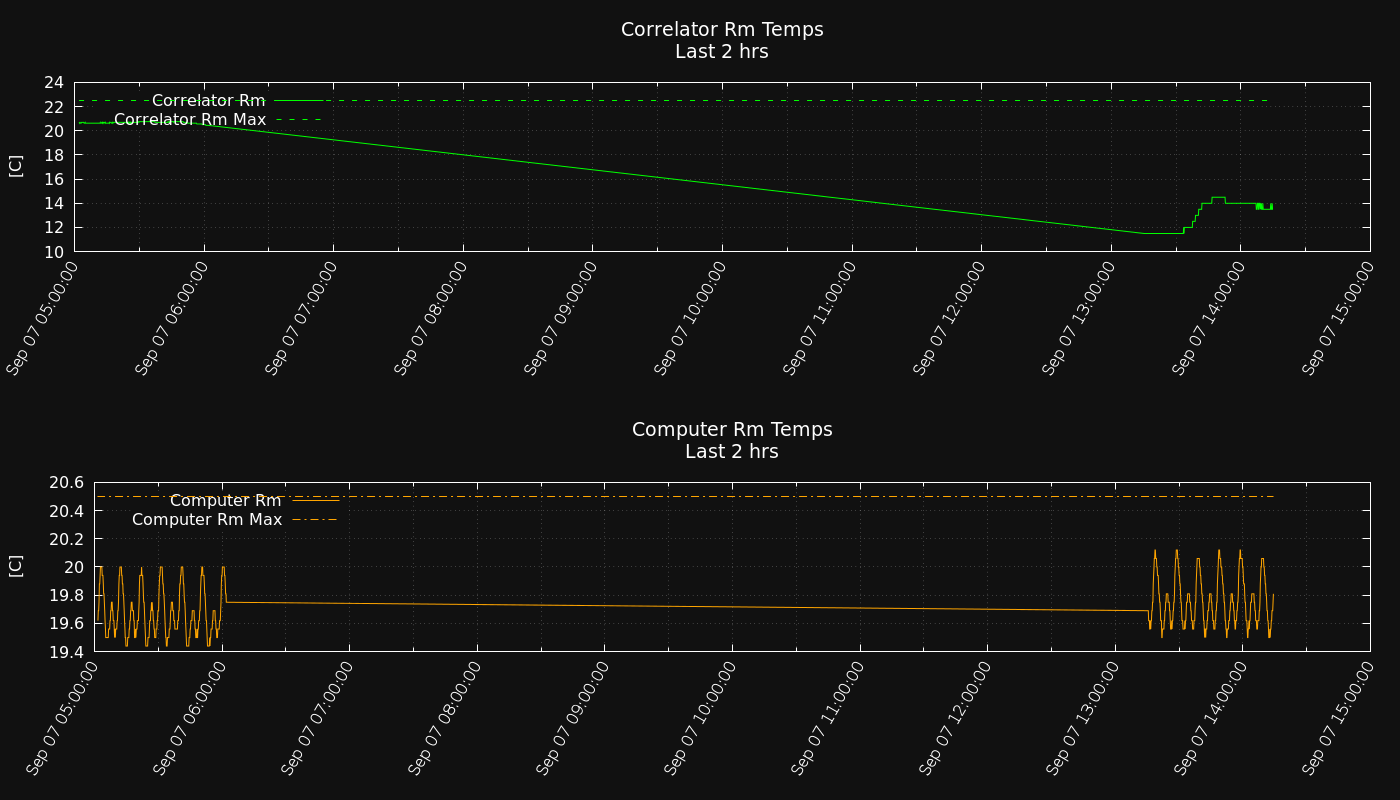 Correlator Rm Temps
Last 2 hrs
24
22
20
18
16
14
12
10
[C]
Correlator Rm
Correlator Rm Max
Sep 07 05:00:00
Sep 07 06:00:00
Sep 07 07:00:00
Sep 07 08:00:00
Sep 07 09:00:00
Sep 07 10:00:00
Sep 07 11:00:00
Sep 07 12:00:00
Sep 07 13:00:00
Sep 07 14:00:00
Sep 07 15:00:00
Computer Rm Temps
Last 2 hrs
20.6
20.4
20.2
20
19.8
19.6
19.4
[C]
Computer Rm
Computer Rm Max
Sep 07 05:00:00
Sep 07 06:00:00
Sep 07 07:00:00
Sep 07 08:00:00
Sep 07 09:00:00
Sep 07 10:00:00
Sep 07 11:00:00
Sep 07 12:00:00
Sep 07 13:00:00
Sep 07 14:00:00
Sep 07 15:00:00